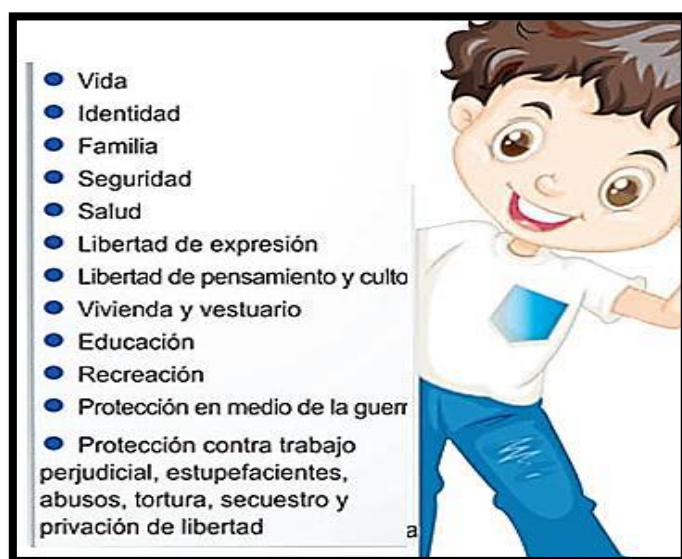 Vida
Identidad
Familia
Seguridad
Salud
Libertad de expresión
Libertad de pensamiento y culto
Vivienda y vestuario
Educación
Recreación
Protección en medio de la guerr
Protección contra trabajo
perjudicial, estupefacientes,
abusos, tortura, secuestro y
privación de libertad
a